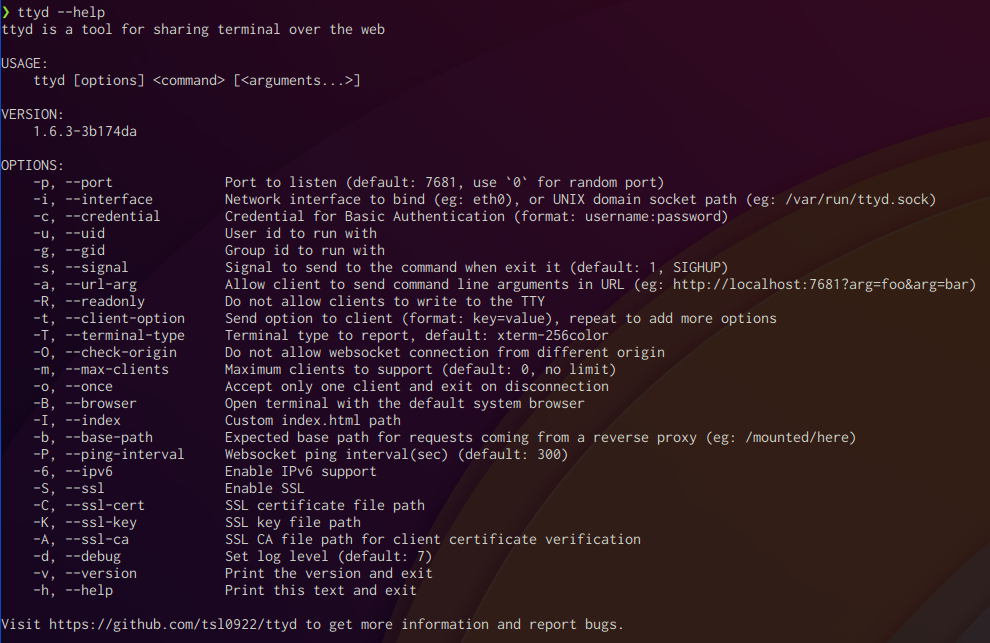 ❯ ttyd --help
ttyd is a tool for sharing terminal over the web

USAGE:
    ttyd [options] <command> [<arguments...>]

VERSION:
    1.6.3-3b174da

OPTIONS:
    -p, --port              Port to listen (default: 7681, use `0` for random port)
    -i, --interface         Network interface to bind (eg: eth0), or UNIX domain socket path (eg: /var/run/ttyd.sock)
    -c, --credential        Credential for Basic Authentication (format: username:password)
    -u, --uid               User id to run with
    -g, --gid               Group id to run with
    -s, --signal            Signal to send to the command when exit it (default: 1, SIGHUP)
    -a, --url-arg           Allow client to send command line arguments in URL (eg: http://localhost:7681?arg=foo&arg=bar)
    -R, --readonly          Do not allow clients to write to the TTY
    -t, --client-option     Send option to client (format: key=value), repeat to add more options
    -T, --terminal-type     Terminal type to report, default: xterm-256color
    -O, --check-origin      Do not allow websocket connection from different origin
    -m, --max-clients       Maximum clients to support (default: 0, no limit)
    -o, --once              Accept only one client and exit on disconnection
    -B, --browser           Open terminal with the default system browser
    -I, --index             Custom index.html path
    -b, --base-path         Expected base path for requests coming from a reverse proxy (eg: /mounted/here)
    -P, --ping-interval     Websocket ping interval(sec) (default: 300)
    -6, --ipv6              Enable IPv6 support
    -S, --ssl               Enable SSL
    -C, --ssl-cert          SSL certificate file path
    -K, --ssl-key           SSL key file path
    -A, --ssl-ca            SSL CA file path for client certificate verification
    -d, --debug             Set log level (default: 7)
    -v, --version           Print the version and exit
    -h, --help              Print this text and exit

Visit https://github.com/tsl0922/ttyd to get more information and report bugs.